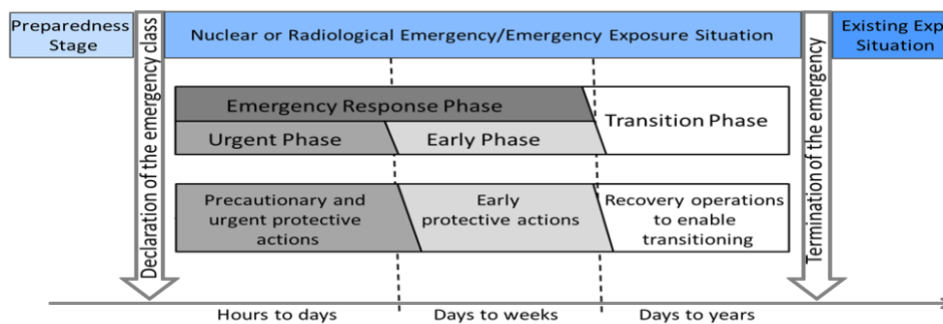 Preparedness
Stage
Declaration of the emergency class
Nuclear or Radiological Emergency/Emergency Exposure Situation
Termination of the emergency
Existing
Situation
Emergency Response Phase
Urgent Phase
Early Phase
Transition Phase
Precautionary and
urgent protective
actions
Early
protective actions
Recovery operations
to enable
transitioning
Hours to days
Days to weeks
Days to years